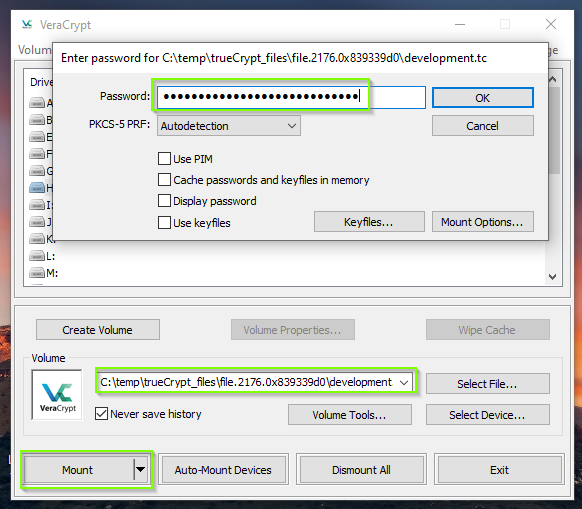 VeraCrypt
Volum
ge
Enter password for C:\temp\trueCrypt_files\file.2176.0x839339d0\development.tc
Password:
OK
PKCS-5 PRF: Autodetection
Cancel
Use PIM
Cache passwords and keyfiles in memory
Display password
Use keyfiles
Keyfiles...
Mount Options...
Drive
A
B
E
F
G
H
I:
J
K:
L:
M:
Create Volume
Volume Properties...
Wipe Cache
Volume
C:\temp\trueCrypt_files\file.2176.0x839339d0\development
Select File...
VeraCrypt
Never save history
Volume Tools...
Select Device...
Mount
Auto-Mount Devices
Dismount All
Exit